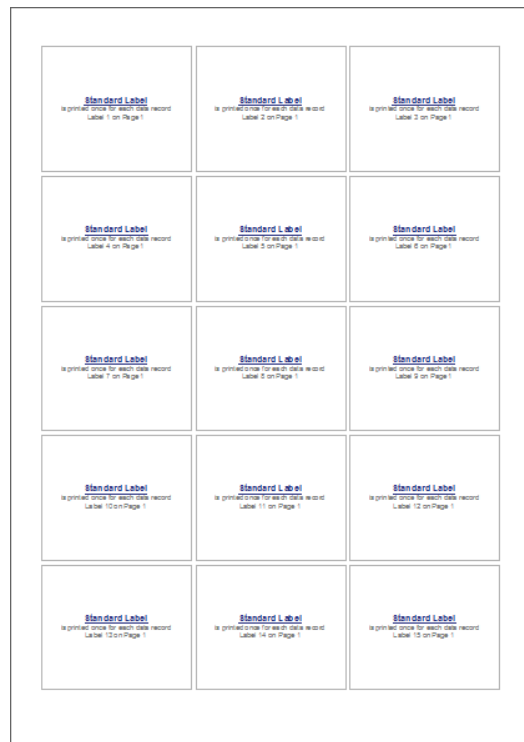 Standard Label
is printed once for each data record
Label 1 on Page 1
Standard Label
is printed once for each data record
Label 2 on Page 1
Standard Label
is printed once for each data record
Label 3 on Page 1
Standard Label
is printed once for each data record
Label 4 on Page 1
Standard Label
is printed once for each data record
Label 5 on Page 1
Standard Label
is printed once for each data record
Label 6 on Page 1
Standard Label
is printed once for each data record
Label 7 on Page 1
Standard Label
is printed once for each data record
Label 8 on Page 1
Standard Label
is printed once for each data record
Label 9 on Page 1
Standard Label
is printed once for each data record
Label 10 on Page 1
Standard Label
is printed once for each data record
Label 11 on Page 1
Standard Label
is printed once for each data record
Label 12 on Page 1
Standard Label
is printed once for each data record
Label 13 on Page 1
Standard Label
is printed once for each data record
Label 14 on Page 1
Standard Label
is printed once for each data record
Label 15 on Page 1